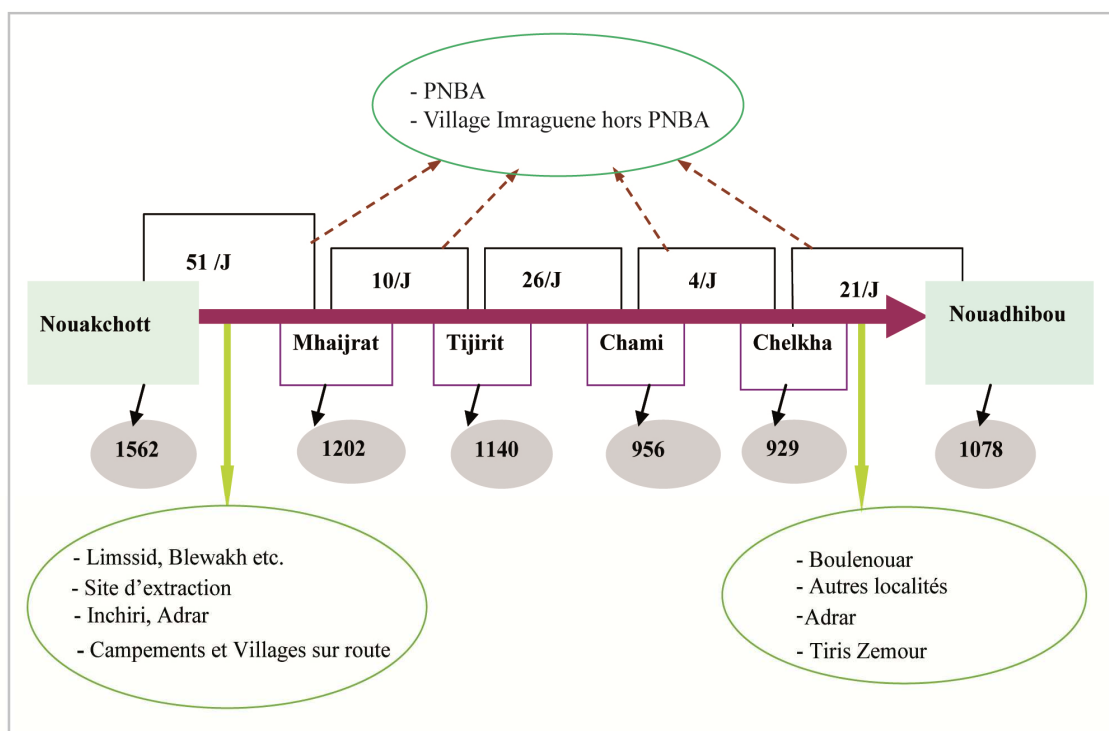 - PNBA
- Village Imraguene hors PNBA
51 /J
10/J
26/J
4/J
21/J
Nouakchott
Mhaijrat
Tijirit
Chami
Chelkha
Nouadhibou
1562
1202
1140
956
929
1078
- Limssid, Blewakh etc.
- Site d’extraction
- Inchiri, Adrar
- Campements et Villages sur route
- Boulenouar
- Autres localités
-Adrar
- Tiris Zemour